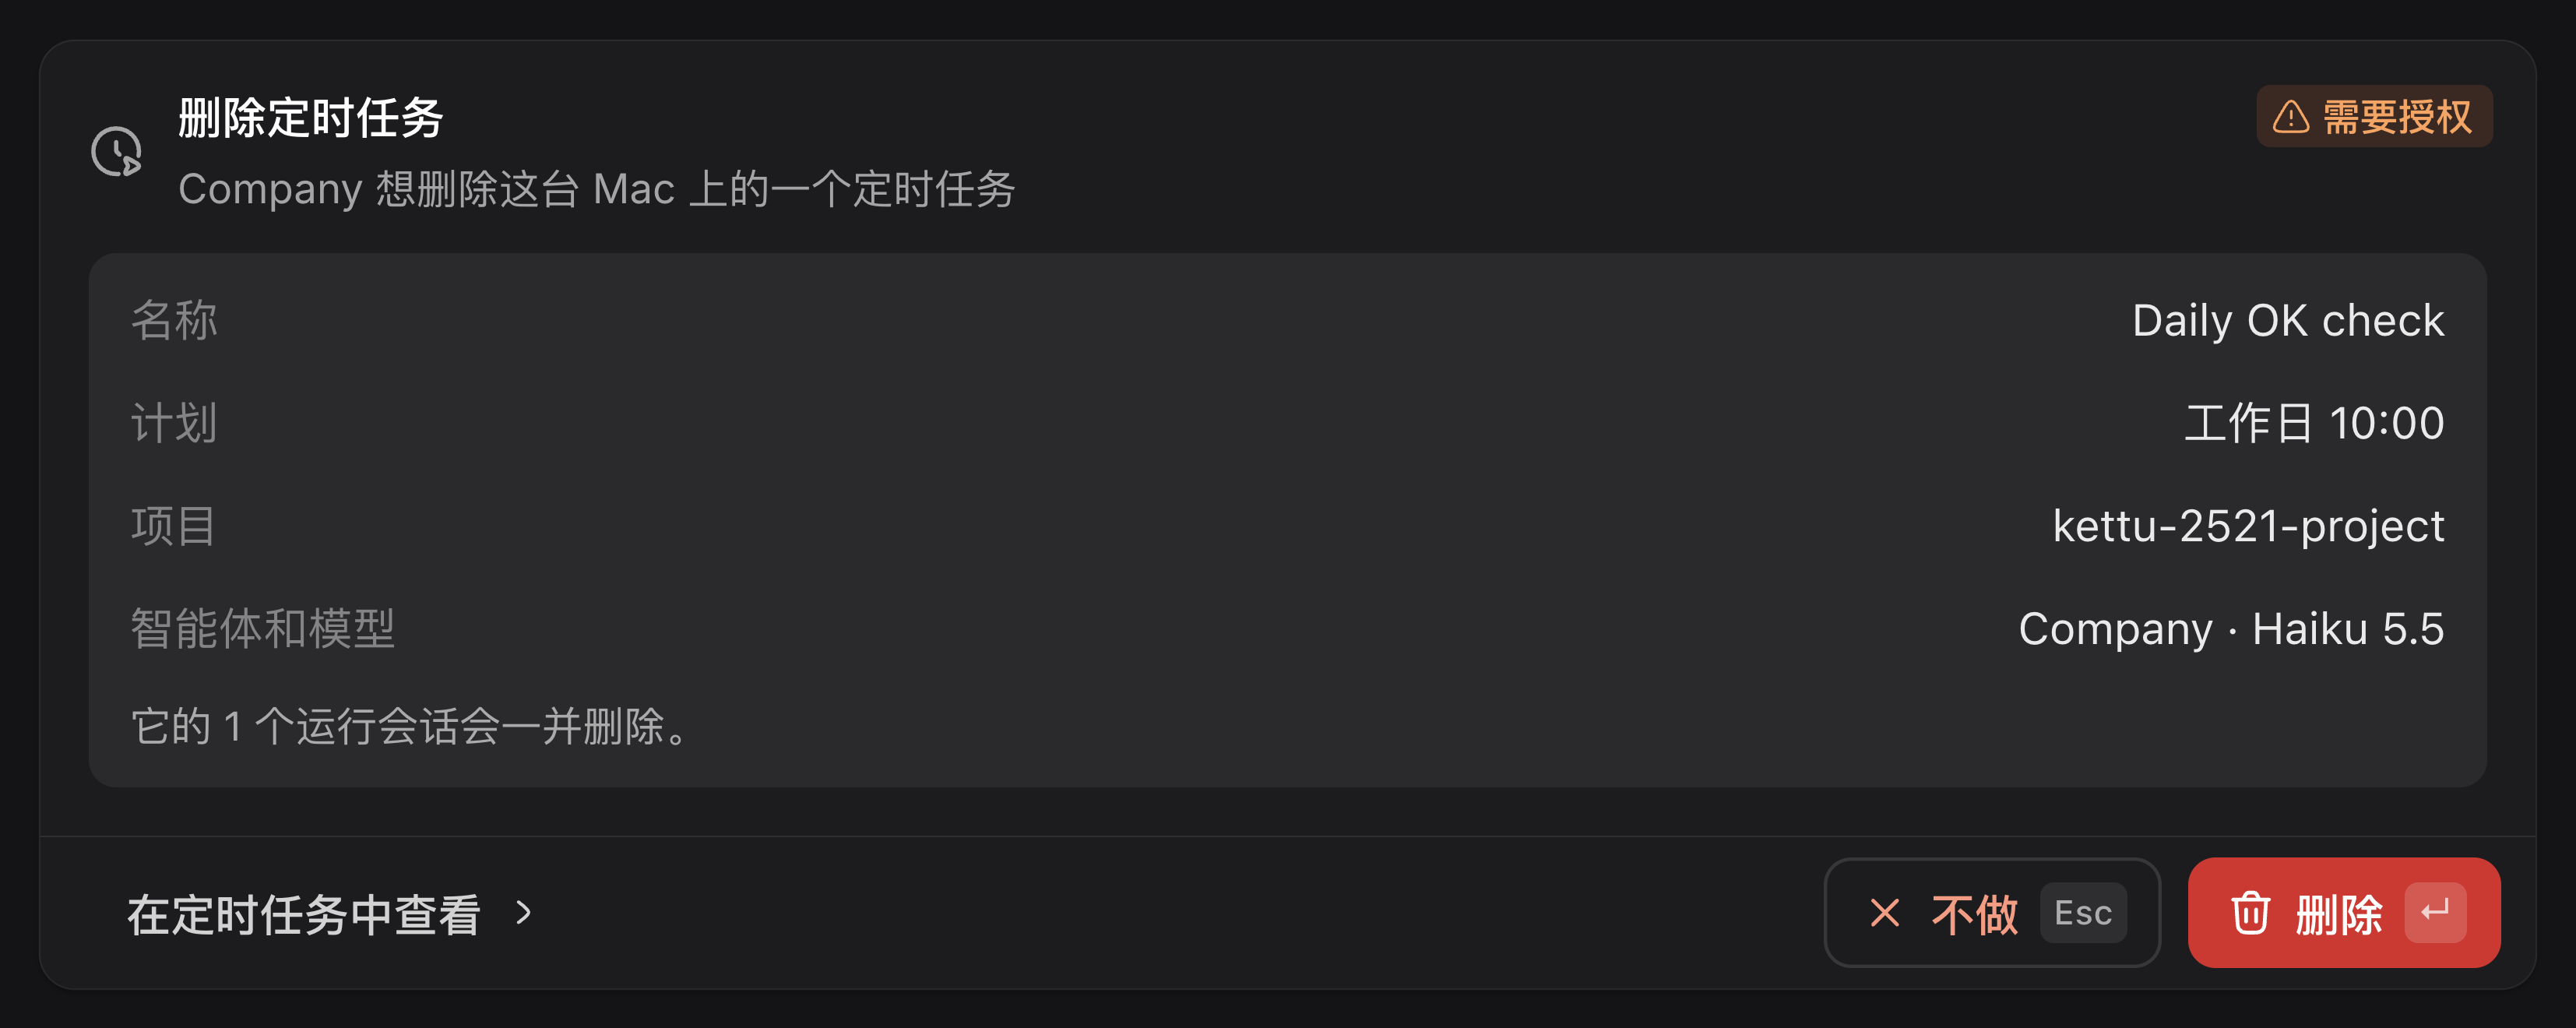 删除定时任务
需要授权
Company 想删除这台 Mac 上的一个定时任务
名称 Daily OK check
计划 工作日 10:00
项目 kettu-2521-project
智能体和模型 Company · Haiku 5.5
它的 1 个运行会话会一并删除。
在定时任务中查看
不做 Esc
删除